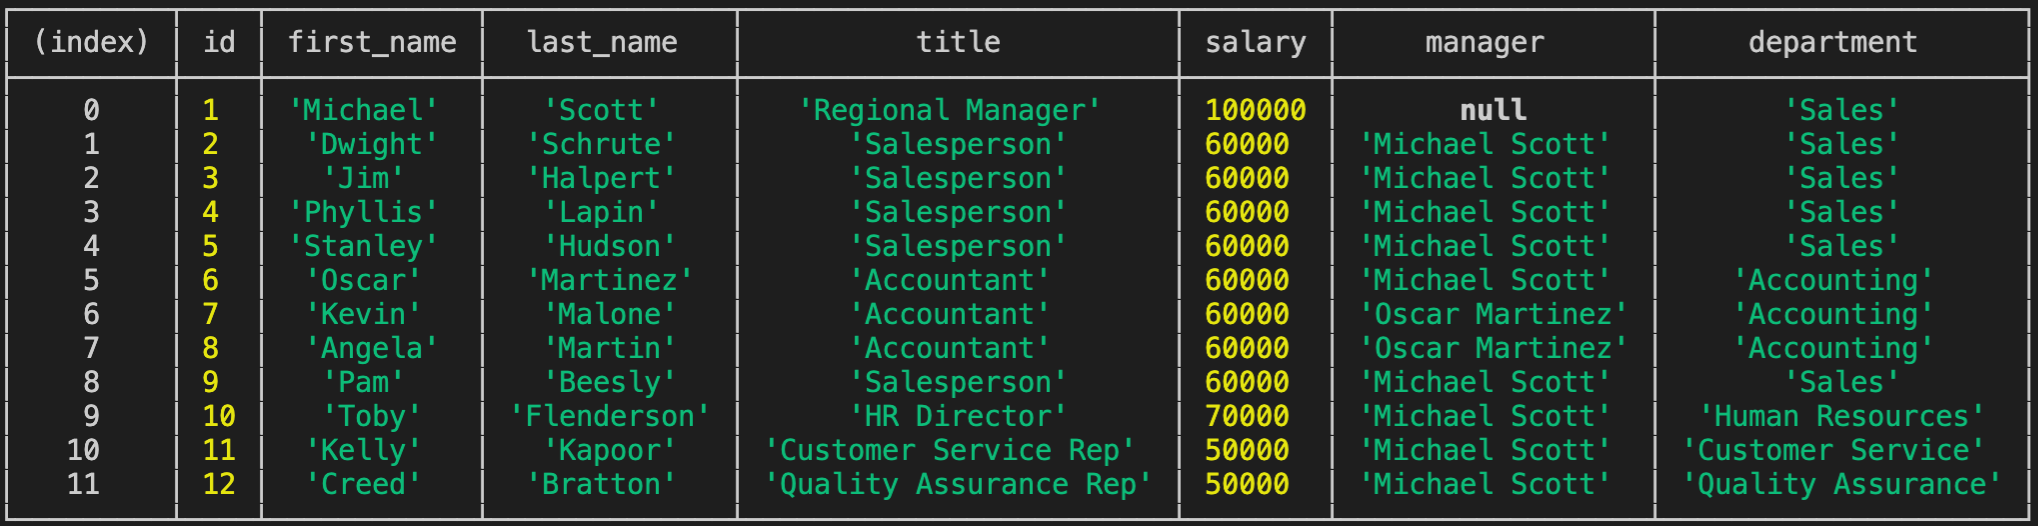 (index) id first_name last_name title salary manager department
0 1 'Michael' 'Scott' 'Regional Manager' 100000 null 'Sales'
1 2 'Dwight' 'Schrute' 'Salesperson' 60000 'Michael Scott' 'Sales'
2 3 'Jim' 'Halpert' 'Salesperson' 60000 'Michael Scott' 'Sales'
3 4 'Phyllis' 'Lapin' 'Salesperson' 60000 'Michael Scott' 'Sales'
4 5 'Stanley' 'Hudson' 'Salesperson' 60000 'Michael Scott' 'Sales'
5 6 'Oscar' 'Martinez' 'Accountant' 60000 'Michael Scott' 'Accounting'
6 7 'Kevin' 'Malone' 'Accountant' 60000 'Oscar Martinez' 'Accounting'
7 8 'Angela' 'Martin' 'Accountant' 60000 'Oscar Martinez' 'Accounting'
8 9 'Pam' 'Beesly' 'Salesperson' 60000 'Michael Scott' 'Sales'
9 10 'Toby' 'Flenderson' 'HR Director' 70000 'Michael Scott' 'Human Resources'
10 11 'Kelly' 'Kapoor' 'Customer Service Rep' 50000 'Michael Scott' 'Customer Service'
11 12 'Creed' 'Bratton' 'Quality Assurance Rep' 50000 'Michael Scott' 'Quality Assurance'